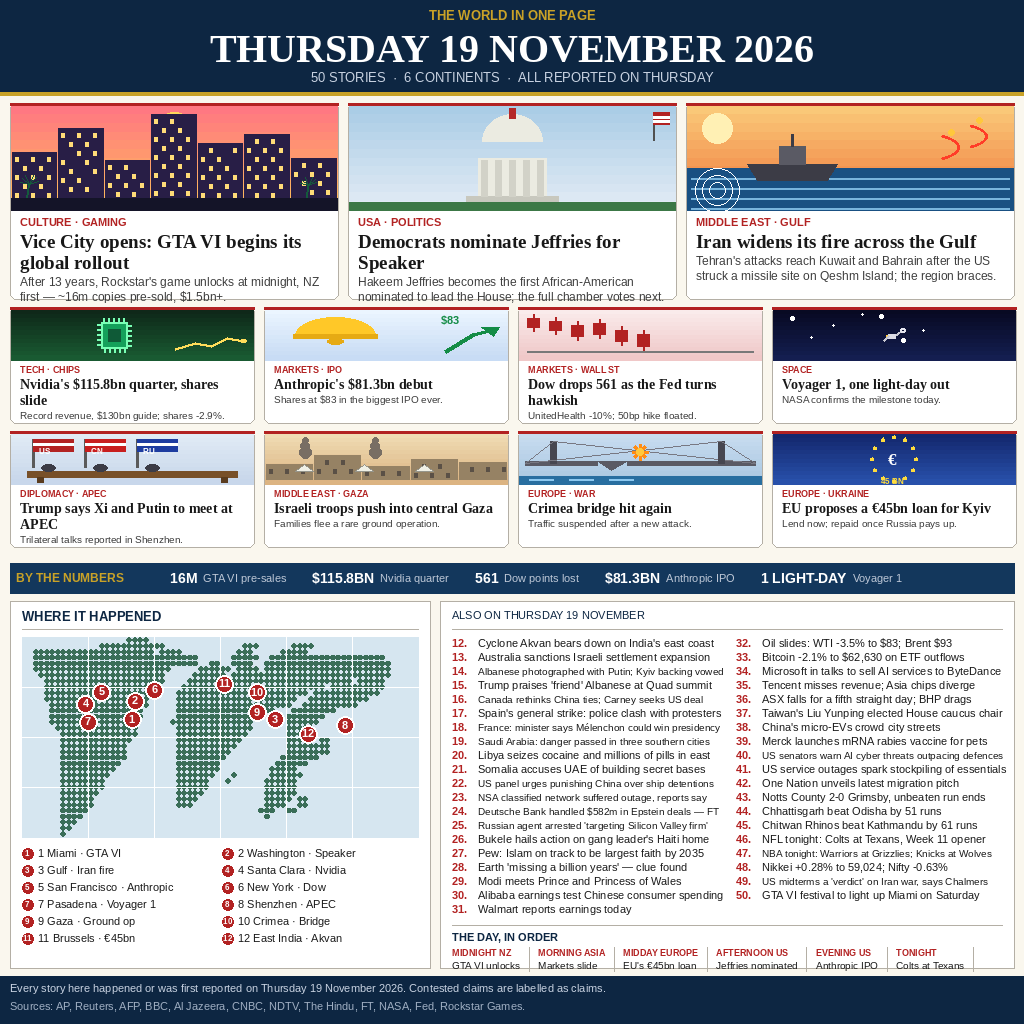 THE WORLD IN ONE PAGE
THURSDAY 19 NOVEMBER 2026
50 STORIES · 6 CONTINENTS · ALL REPORTED ON THURSDAY
CULTURE · GAMING
Vice City opens: GTA VI begins its
global rollout
After 13 years, Rockstar's game unlocks at midnight, NZ
first — ~16m copies pre-sold, $1.5bn+.
USA · POLITICS
Democrats nominate Jeffries for
Speaker
Hakeem Jeffries becomes the first African-American
nominated to lead the House; the full chamber votes next.
MIDDLE EAST · GULF
Iran widens its fire across the Gulf
Tehran's attacks reach Kuwait and Bahrain after the US
struck a missile site on Qeshm Island; the region braces.
TECH · CHIPS
Nvidia's $115.8bn quarter, shares
slide
Record revenue, $130bn guide; shares -2.9%.
$83
MARKETS · IPO
Anthropic's $81.3bn debut
Shares at $83 in the biggest IPO ever.
MARKETS · WALL ST
Dow drops 561 as the Fed turns
hawkish
UnitedHealth -10%; 50bp hike floated.
SPACE
Voyager 1, one light-day out
NASA confirms the milestone today.
US CN RU
DIPLOMACY · APEC
Trump says Xi and Putin to meet at
APEC
Trilateral talks reported in Shenzhen.
MIDDLE EAST · GAZA
Israeli troops push into central Gaza
Families flee a rare ground operation.
EUROPE · WAR
Crimea bridge hit again
Traffic suspended after a new attack.
€
45 BN
EUROPE · UKRAINE
EU proposes a €45bn loan for Kyiv
Lend now; repaid once Russia pays up.
BY THE NUMBERS 16M GTA VI pre-sales $115.8BN Nvidia quarter 561 Dow points lost $81.3BN Anthropic IPO 1 LIGHT-DAY Voyager 1
WHERE IT HAPPENED
11
5 6 10
4 2
9 3
7 1 8
12
1 1 Miami · GTA VI
2 2 Washington · Speaker
3 3 Gulf · Iran fire
4 4 Santa Clara · Nvidia
5 5 San Francisco · Anthropic
6 6 New York · Dow
7 7 Pasadena · Voyager 1
8 8 Shenzhen · APEC
9 9 Gaza · Ground op
10 10 Crimea · Bridge
11 11 Brussels · €45bn
12 12 East India · Akvan
ALSO ON THURSDAY 19 NOVEMBER
12. Cyclone Akvan bears down on India's east coast
13. Australia sanctions Israeli settlement expansion
14. Albanese photographed with Putin; Kyiv backing vowed
15. Trump praises 'friend' Albanese at Quad summit
16. Canada rethinks China ties; Carney seeks US deal
17. Spain's general strike: police clash with protesters
18. France: minister says Mélenchon could win presidency
19. Saudi Arabia: danger passed in three southern cities
20. Libya seizes cocaine and millions of pills in east
21. Somalia accuses UAE of building secret bases
22. US panel urges punishing China over ship detentions
23. NSA classified network suffered outage, reports say
24. Deutsche Bank handled $582m in Epstein deals — FT
25. Russian agent arrested 'targeting Silicon Valley firm'
26. Bukele hails action on gang leader's Haiti home
27. Pew: Islam on track to be largest faith by 2035
28. Earth 'missing a billion years' — clue found
29. Modi meets Prince and Princess of Wales
30. Alibaba earnings test Chinese consumer spending
31. Walmart reports earnings today
32. Oil slides: WTI -3.5% to $83; Brent $93
33. Bitcoin -2.1% to $62,630 on ETF outflows
34. Microsoft in talks to sell AI services to ByteDance
35. Tencent misses revenue; Asia chips diverge
36. ASX falls for a fifth straight day; BHP drags
37. Taiwan's Liu Yunping elected House caucus chair
38. China's micro-EVs crowd city streets
39. Merck launches mRNA rabies vaccine for pets
40. US senators warn AI cyber threats outpacing defences
41. US service outages spark stockpiling of essentials
42. One Nation unveils latest migration pitch
43. Notts County 2-0 Grimsby, unbeaten run ends
44. Chhattisgarh beat Odisha by 51 runs
45. Chitwan Rhinos beat Kathmandu by 61 runs
46. NFL tonight: Colts at Texans, Week 11 opener
47. NBA tonight: Warriors at Grizzlies; Knicks at Wolves
48. Nikkei +0.28% to 59,024; Nifty -0.63%
49. US midterms a 'verdict' on Iran war, says Chalmers
50. GTA VI festival to light up Miami on Saturday
THE DAY, IN ORDER
MIDNIGHT NZ
GTA VI unlocks
MORNING ASIA
Markets slide
MIDDAY EUROPE
EU's €45bn loan
AFTERNOON US
Jeffries nominated
EVENING US
Anthropic IPO
TONIGHT
Colts at Texans
Every story here happened or was first reported on Thursday 19 November 2026. Contested claims are labelled as claims.
Sources: AP, Reuters, AFP, BBC, Al Jazeera, CNBC, NDTV, The Hindu, FT, NASA, Fed, Rockstar Games.